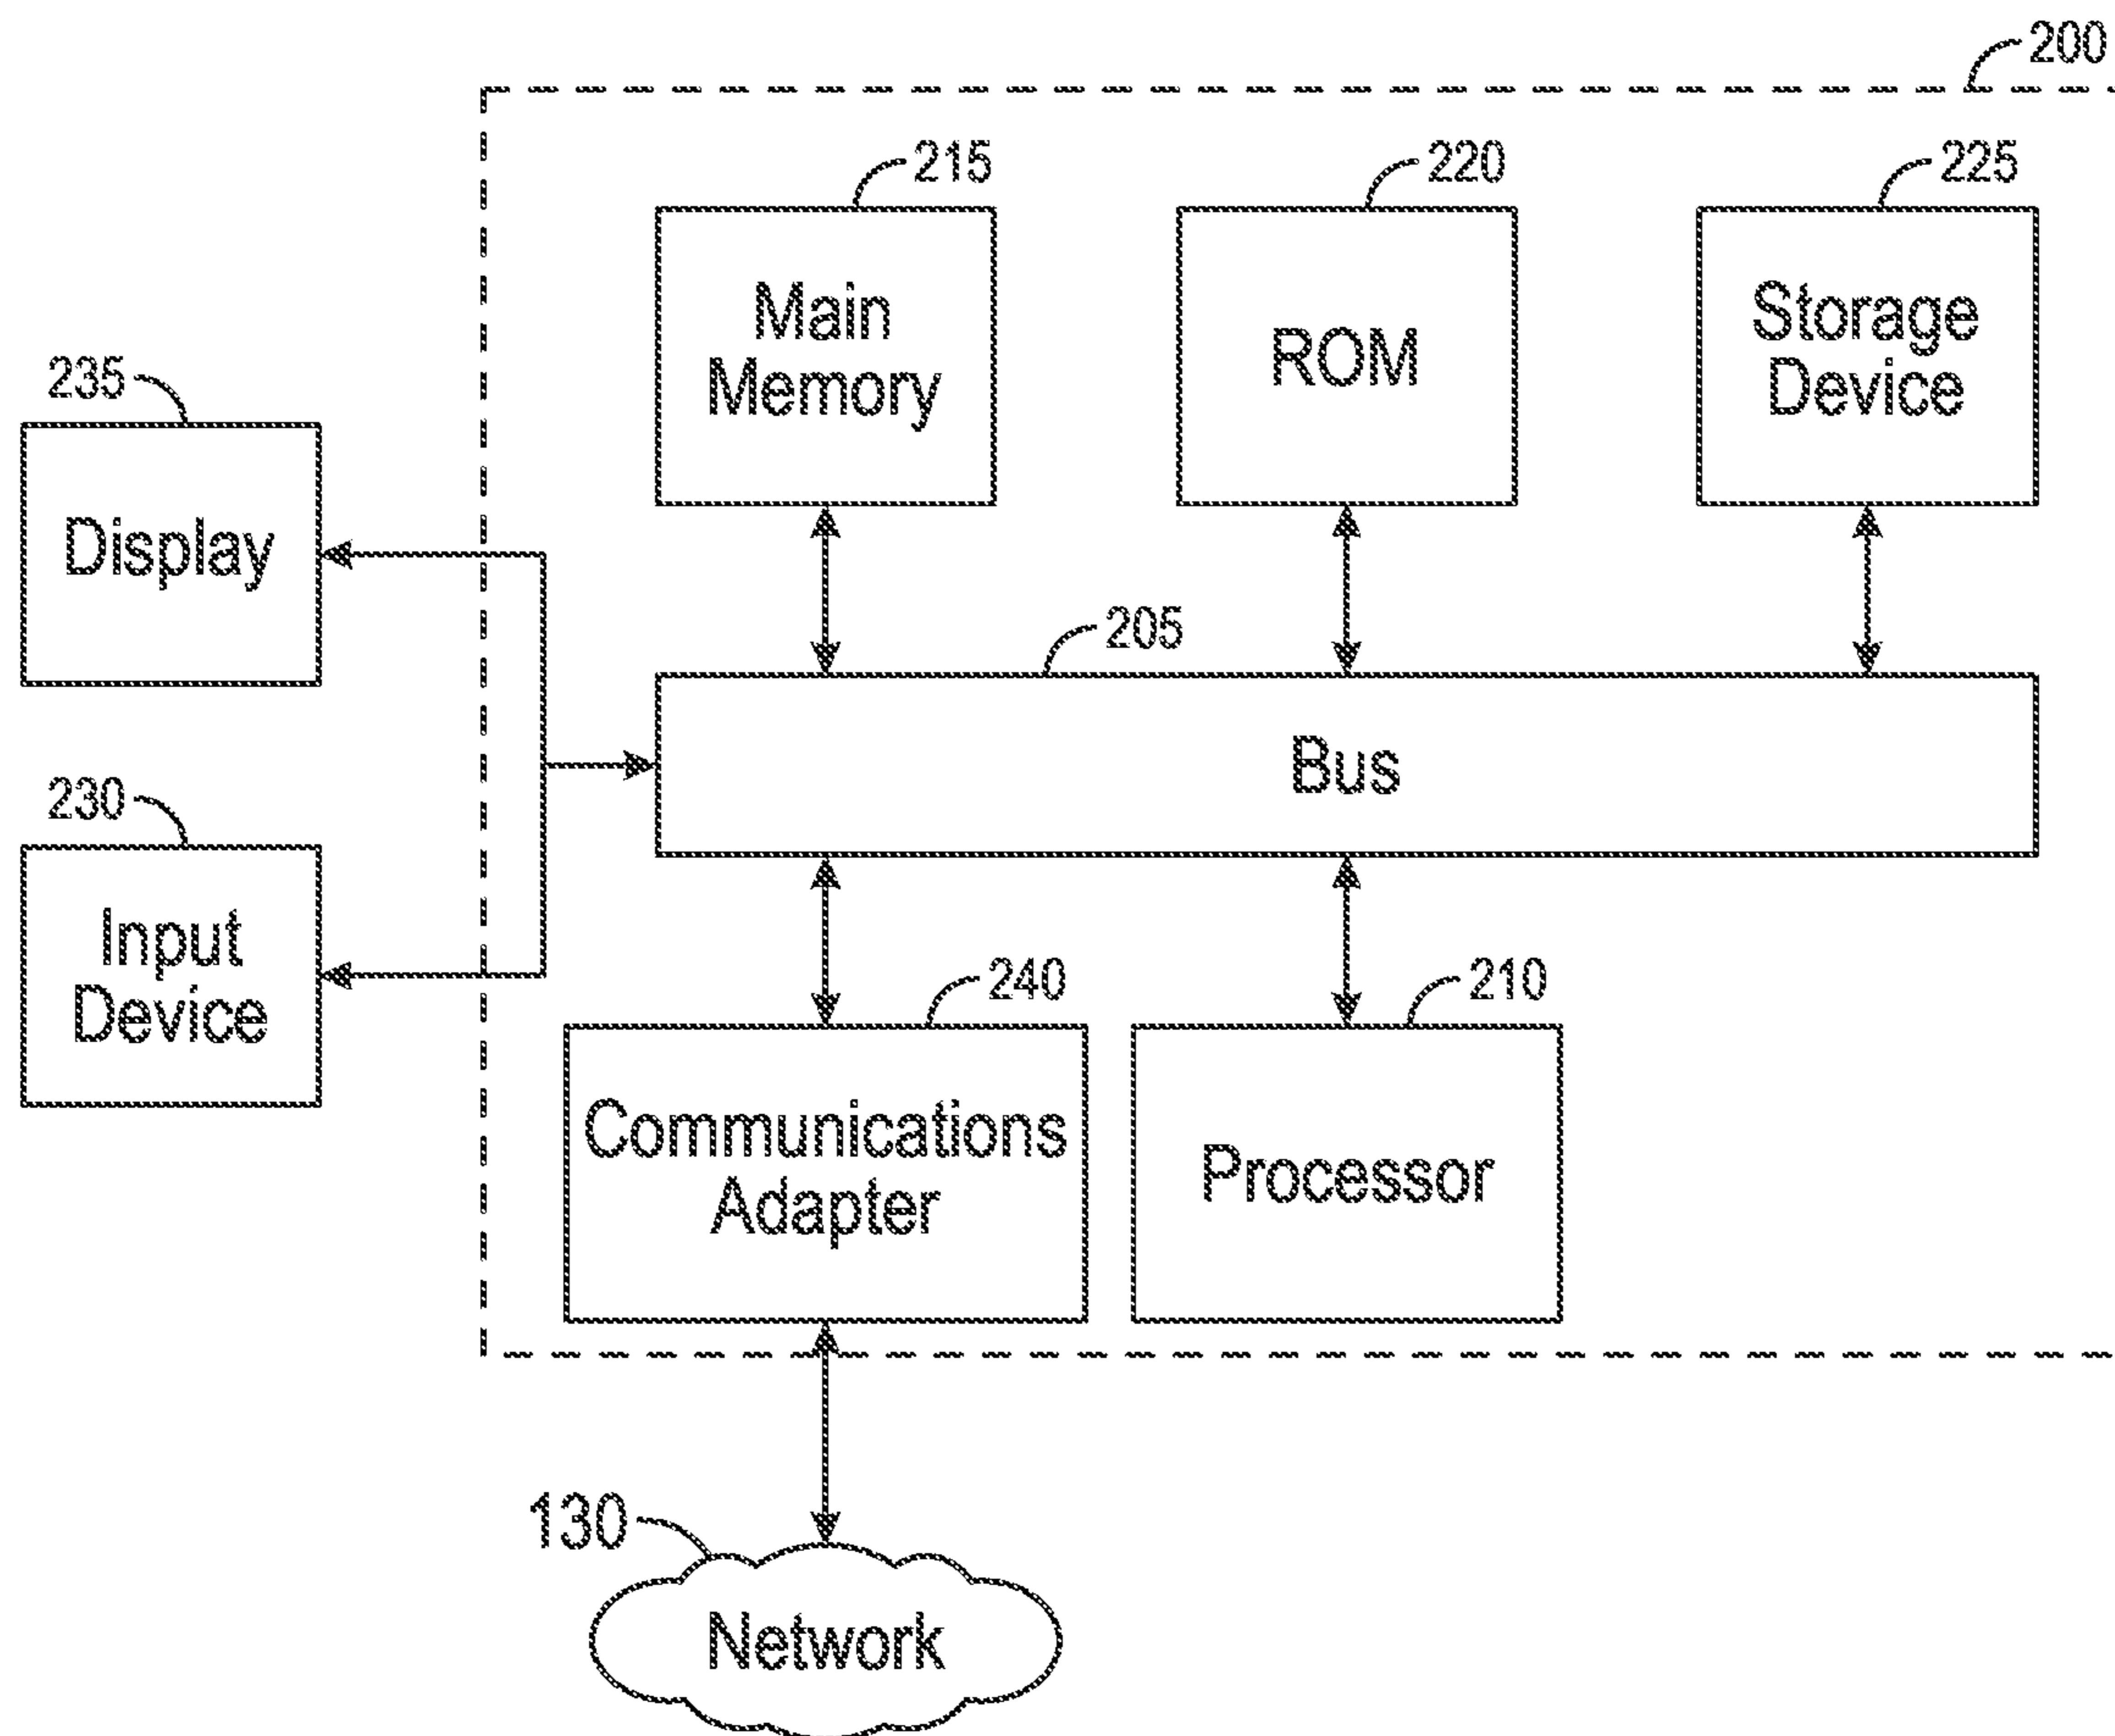 200
215
220
225
Main
Memory
ROM
Storage
Device
235
Display
205
Bus
230
Input
Device
240
210
Communications
Adapter
Processor
130
Network